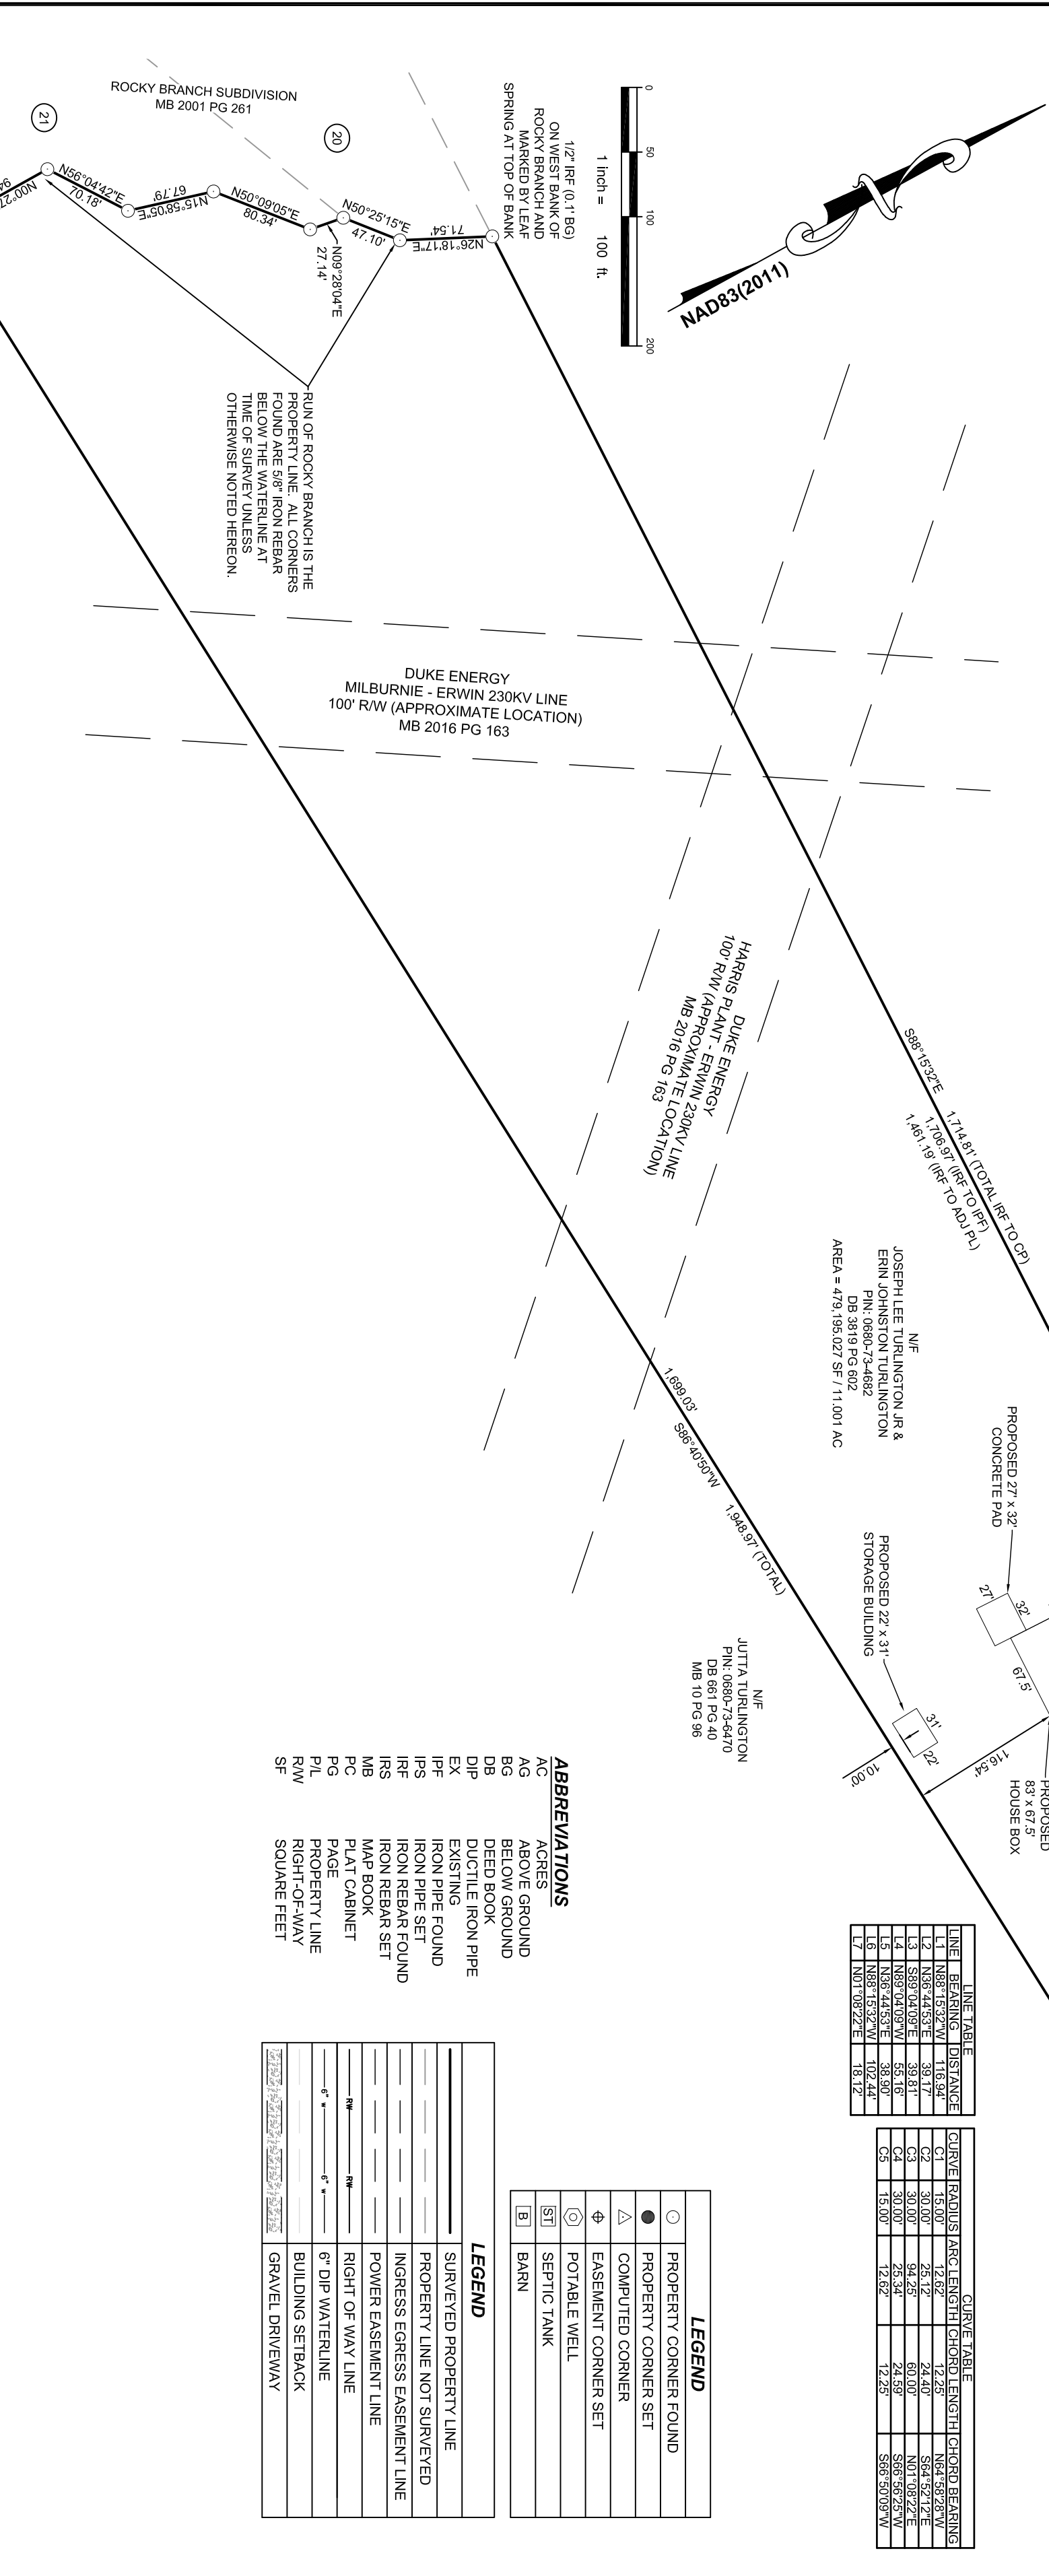 ROCKY BRANCH SUBDIVISION
MB 2001 PG 261
21
20
N56°04'42"E
70.18'
N15°58'05"E
67.79'
N50°09'05"E
80.34'
N09°28'04"E
27.14'
N50°25'15"E
47.10'
N26°18'17"E
71.54'
1/2" IRF (0.1' BG)
ON WEST BANK OF
ROCKY BRANCH AND
MARKED BY LEAF
SPRING AT TOP OF BANK
1 inch = 100 ft.
0
50
100
200
NAD83(2011)
RUN OF ROCKY BRANCH IS THE
PROPERTY LINE. ALL CORNERS
FOUND ARE 5/8" IRON REBAR
BELOW THE WATERLINE AT
TIME OF SURVEY UNLESS
OTHERWISE NOTED HEREON.
DUKE ENERGY
MILBURNIE - ERWIN 230KV LINE
100' R/W (APPROXIMATE LOCATION)
MB 2016 PG 163
DUKE ENERGY
HARRIS PLANT - ERWIN 230KV LINE
100' R/W (APPROXIMATE LOCATION)
MB 2016 PG 163
S88°15'32"E
1,714.81' (TOTAL IRF TO CP)
1,706.97' (IRF TO IPF)
1,461.19' (IRF TO ADJ PL)
N/F
JOSEPH LEE TURLINGTON JR &
ERIN JOHNSTON TURLINGTON
PIN: 0680-73-4682
DB 3819 PG 602
AREA = 479,195.027 SF / 11.001 AC
1,699.03'
S86°40'50"W
1,948.97' (TOTAL)
PROPOSED 27' x 32'
CONCRETE PAD
27'
32'
67.5'
PROPOSED 22' x 31'
STORAGE BUILDING
31'
22'
10.00'
116.54'
PROPOSED
83' x 67.5'
HOUSE BOX
N/F
JUTTA TURLINGTON
PIN: 0680-73-6470
DB 661 PG 40
MB 10 PG 96
ABBREVIATIONS
AC ACRES
AG ABOVE GROUND
BG BELOW GROUND
DB DEED BOOK
DIP DUCTILE IRON PIPE
EX EXISTING
IPF IRON PIPE FOUND
IPS IRON PIPE SET
IRF IRON REBAR FOUND
IRS IRON REBAR SET
MB MAP BOOK
PC PLAT CABINET
PG PAGE
P/L PROPERTY LINE
R/W RIGHT-OF-WAY
SF SQUARE FEET
LINE TABLE
LINE BEARING DISTANCE
L1 N88°15'32"W 116.94'
L2 N36°44'53"E 39.17'
L3 S89°04'09"E 39.81'
L4 N89°04'09"W 55.16'
L5 N36°44'53"E 38.90'
L6 N88°15'32"W 102.44'
L7 N01°08'22"E 18.12'
CURVE TABLE
CURVE RADIUS ARC LENGTH CHORD LENGTH CHORD BEARING
C1 15.00' 12.62' 12.25' N64°58'28"W
C2 30.00' 25.12' 24.40' S64°52'12"E
C3 30.00' 94.25' 60.00' N01°08'22"E
C4 30.00' 25.34' 24.59' S66°56'25"W
C5 15.00' 12.62' 12.25' S66°50'09"W
LEGEND
PROPERTY CORNER FOUND
PROPERTY CORNER SET
COMPUTED CORNER
EASEMENT CORNER SET
POTABLE WELL
ST SEPTIC TANK
B BARN
LEGEND
SURVEYED PROPERTY LINE
PROPERTY LINE NOT SURVEYED
INGRESS EGRESS EASEMENT LINE
POWER EASEMENT LINE
RW RW RIGHT OF WAY LINE
6" W 6" W 6" DIP WATERLINE
BUILDING SETBACK
GRAVEL DRIVEWAY